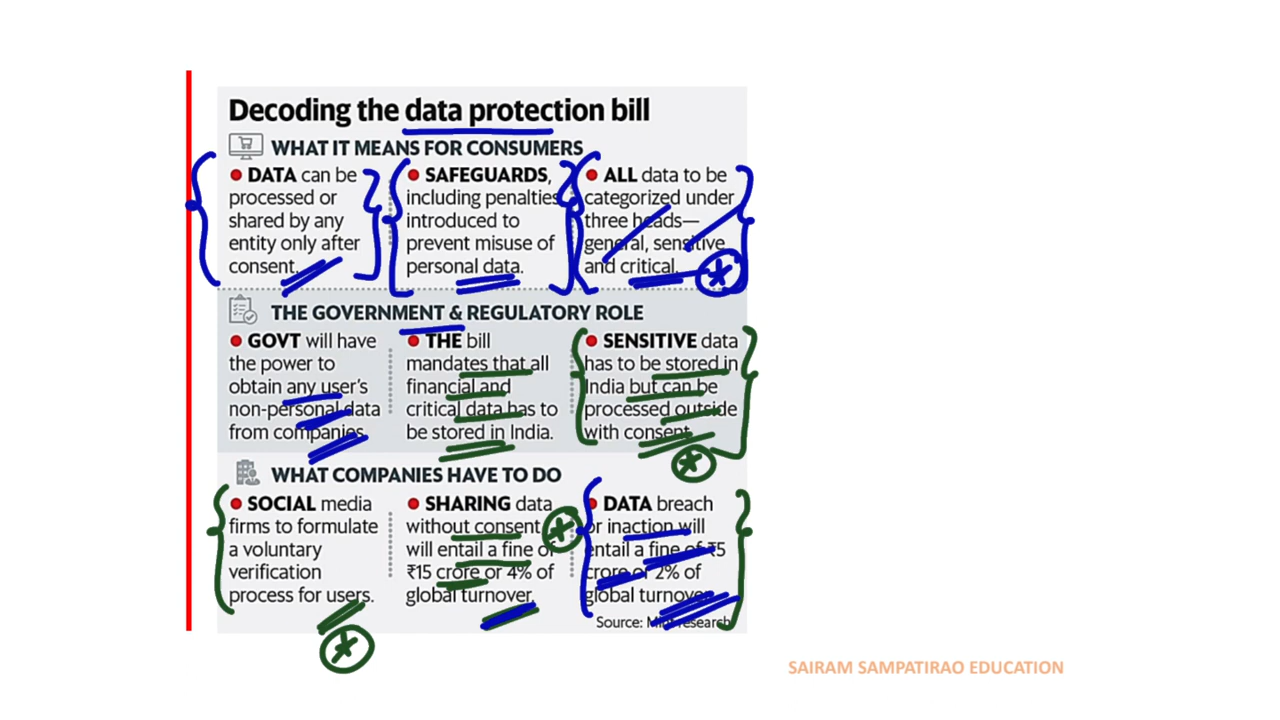 Decoding the data protection bill
WHAT IT MEANS FOR CONSUMERS
DATA can be
processed or
shared by any
entity only after
consent.
SAFEGUARDS,
including penalties
introduced to
prevent misuse of
personal data.
ALL data to be
categorized under
three heads—
general, sensitive
and critical.
THE GOVERNMENT & REGULATORY ROLE
GOVT will have
the power to
obtain any user's
non-personal data
from companies.
THE bill
mandates that all
financial and
critical data has to
be stored in India.
SENSITIVE data
has to be stored in
India but can be
processed outside
with consent.
WHAT COMPANIES HAVE TO DO
SOCIAL media
firms to formulate
a voluntary
verification
process for users.
SHARING data
without consent
will entail a fine of
₹15 crore or 4% of
global turnover.
DATA breach
or inaction will
entail a fine of ₹5
crore or 2% of
global turnover.
Source: Mint research
SAIRAM SAMPATIRAO EDUCATION